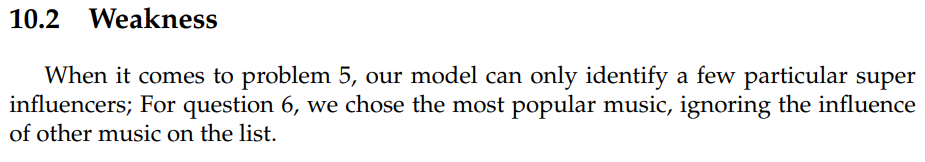 10.2 Weakness
When it comes to problem 5, our model can only identify a few particular super
influencers; For question 6, we chose the most popular music, ignoring the influence
of other music on the list.